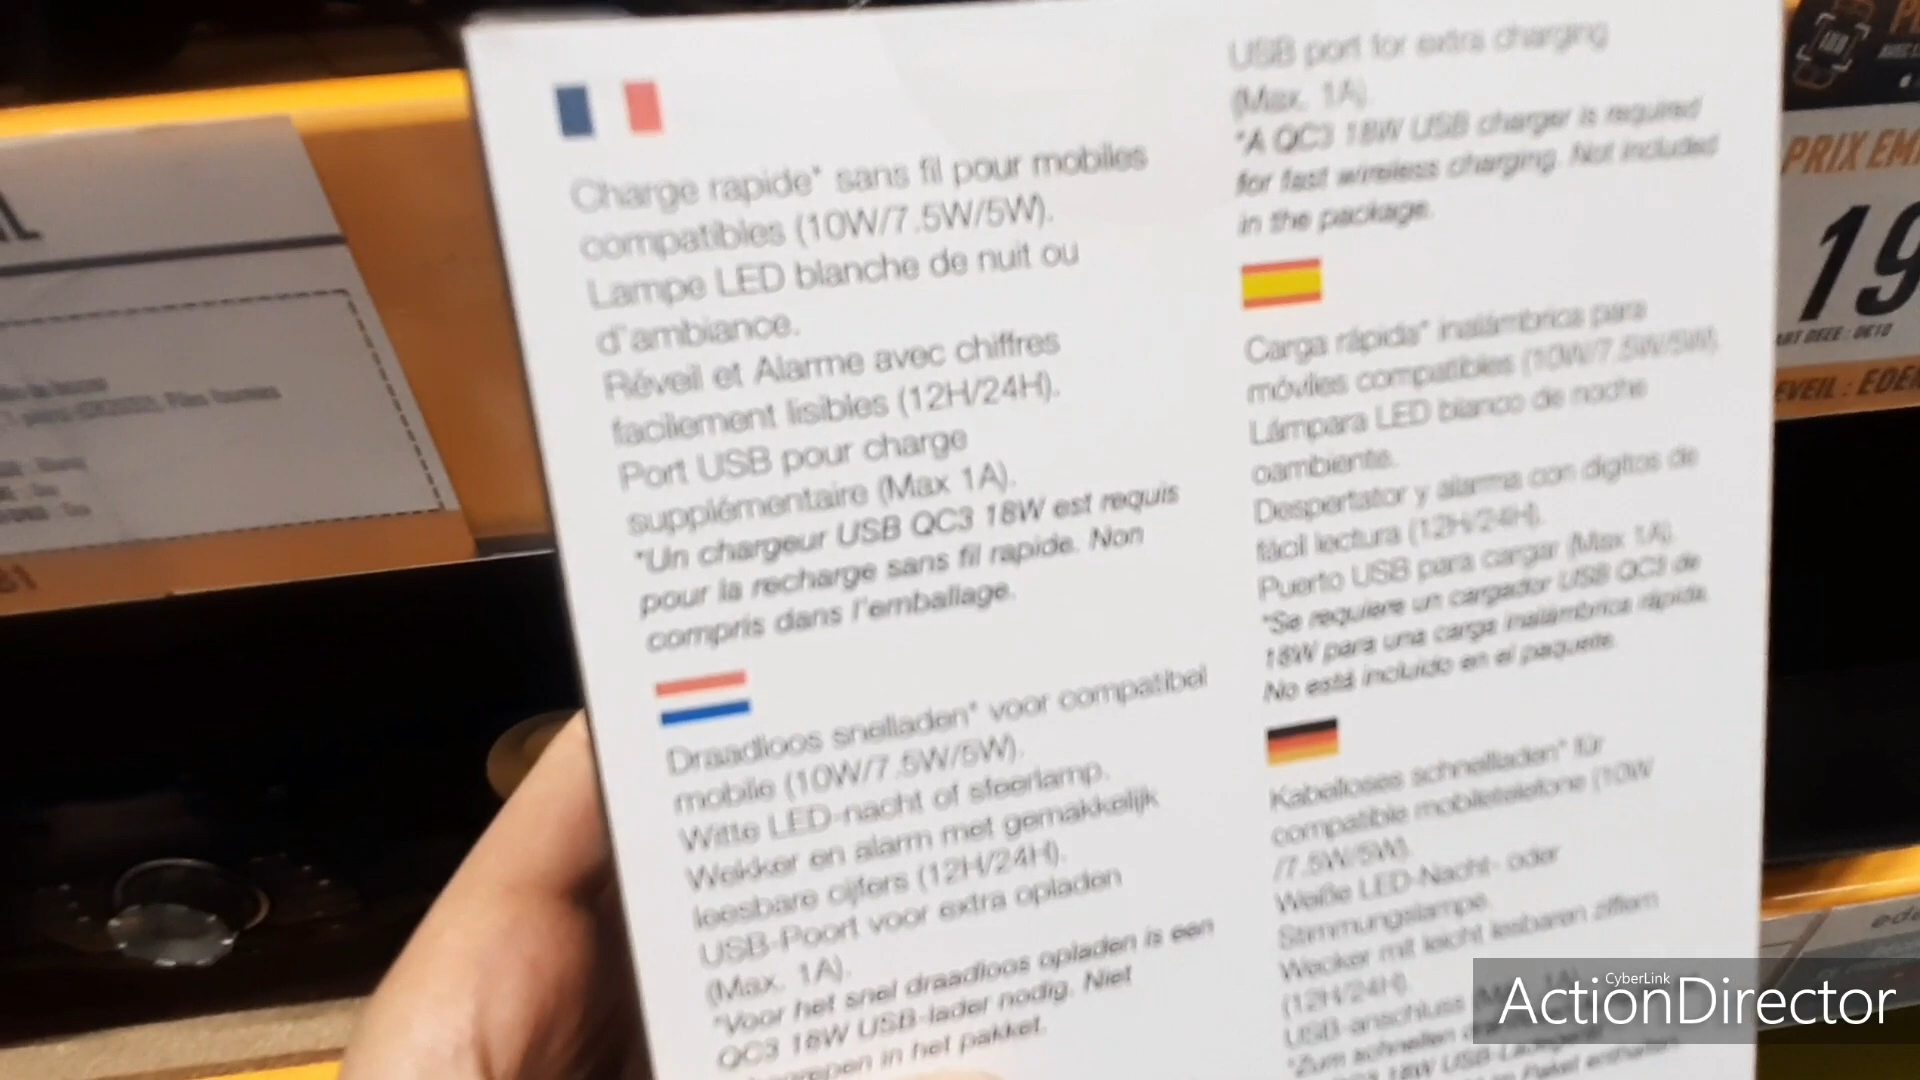 Charge rapide* sans fil pour mobiles
compatibles (10W/7.5W/5W).
Lampe LED blanche de nuit ou
d'ambiance.
Réveil et Alarme avec chiffres
facilement lisibles (12H/24H).
Port USB pour charge
supplémentaire (Max 1A).
*Un chargeur USB QC3 18W est requis
pour la recharge sans fil rapide. Non
compris dans l'emballage.
Draadloos snelladen* voor compatibel
mobile (10W/7.5W/5W).
Witte LED-nacht of sfeerlamp.
Wekker en alarm met gemakkelijk
leesbare cijfers (12H/24H).
USB-Poort voor extra opladen
(Max. 1A).
*Voor het snel draadloos opladen is een
QC3 18W USB-lader nodig. Niet
in het pakket.
USB port for extra charging
(Max. 1A).
*A QC3 18W USB charger is required
for fast wireless charging. Not included
in the package.
Carga rápida* inalámbrica para
móviles compatibles (10W/7.5W/5W).
Lámpara LED blanco de noche
oambiente.
Despertator y alarma con digitos de
fácil lectura (12H/24H).
Puerto USB para cargar (Max 1A).
*Se requiere un cargador USB QC3 de
18W para una carga inalámbrica rápida.
No está incluido en el paquete.
Kabelloses schnellladen* für
compatible mobiletelefone (10W
/7.5W/5W).
Weiße LED-Nacht- oder
Stimmungslampe.
Wecker mit leicht lesbaren ziffern
(12H/24H).
USB-anschluss
*Zum schnellen
18W USB-
Paket enthalten.
PRIX
19
CyberLink
ActionDirector